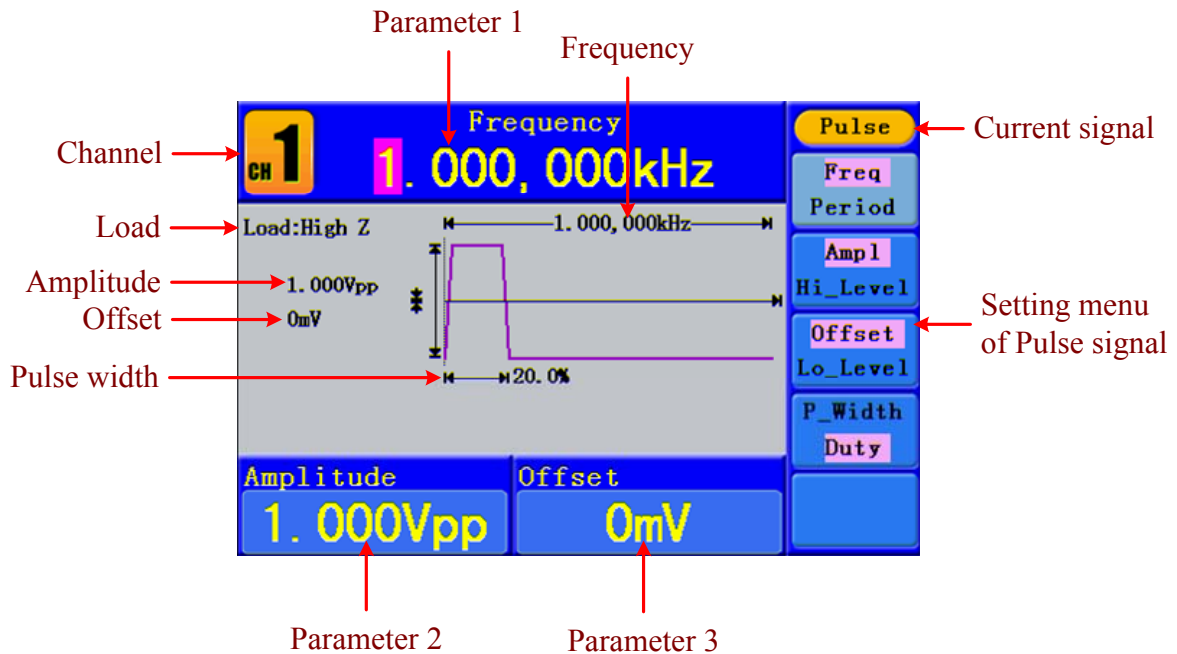 Parameter 1
Frequency
Channel
CH 1
Frequency
1.000,000kHz
Pulse
Current signal
Freq
Period
Load
Load:High Z
1.000,000kHz
Ampl
Hi_Level
Amplitude
1.000Vpp
Offset
0mV
Offset
Lo_Level
Setting menu
of Pulse signal
Pulse width
20.0%
P_Width
Duty
Amplitude
1.000Vpp
Offset
0mV
Parameter 2
Parameter 3